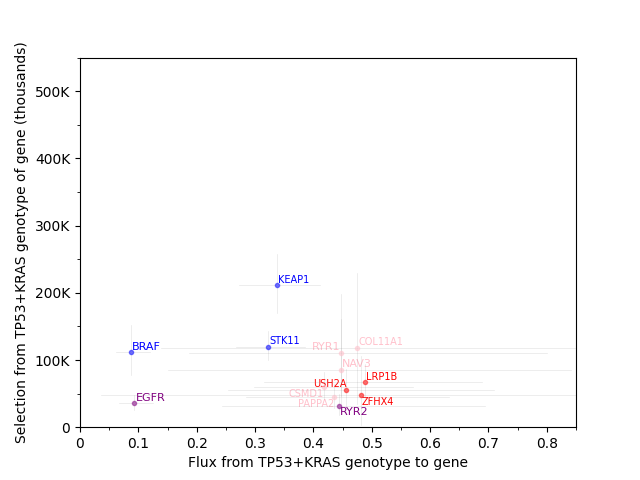 Selection from TP53+KRAS genotype of gene (thousands)
500K
400K
300K
200K
100K
0
KEAP1
STK11
BRAF
COL11A1
RYR1
NAV3
LRP1B
USH2A
CSMD1
ZFHX4
PAPPA2
EGFR
RYR2
0 0.1 0.2 0.3 0.4 0.5 0.6 0.7 0.8
Flux from TP53+KRAS genotype to gene